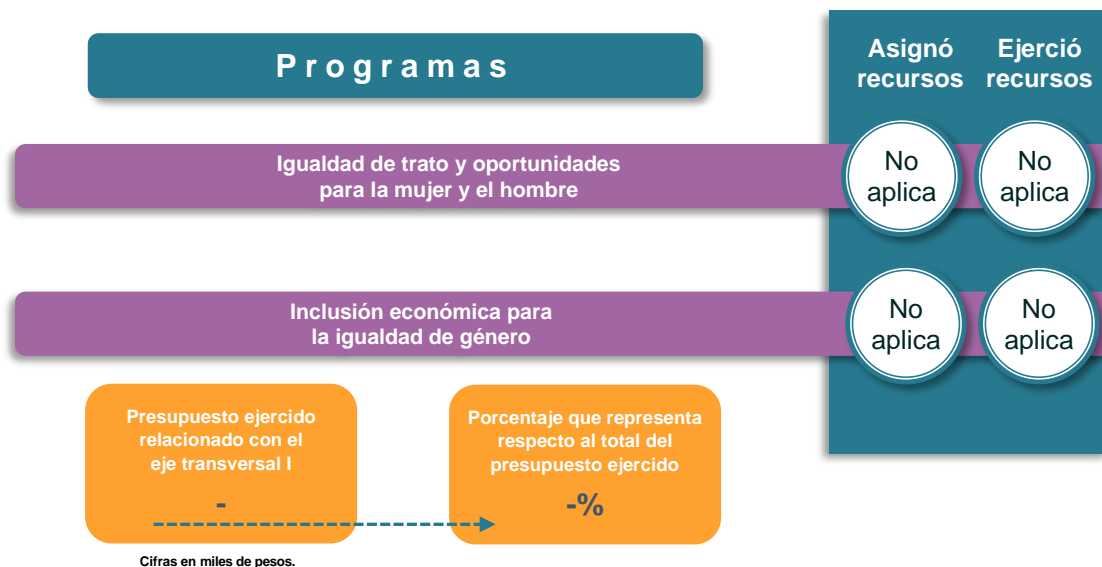 Programas
Asignó
recursos
Ejerció
recursos
Igualdad de trato y oportunidades
para la mujer y el hombre
No
aplica
No
aplica
Inclusión económica para
la igualdad de género
No
aplica
No
aplica
Presupuesto ejercido
relacionado con el
eje transversal I
-
Porcentaje que representa
respecto al total del
presupuesto ejercido
-%
Cifras en miles de pesos.